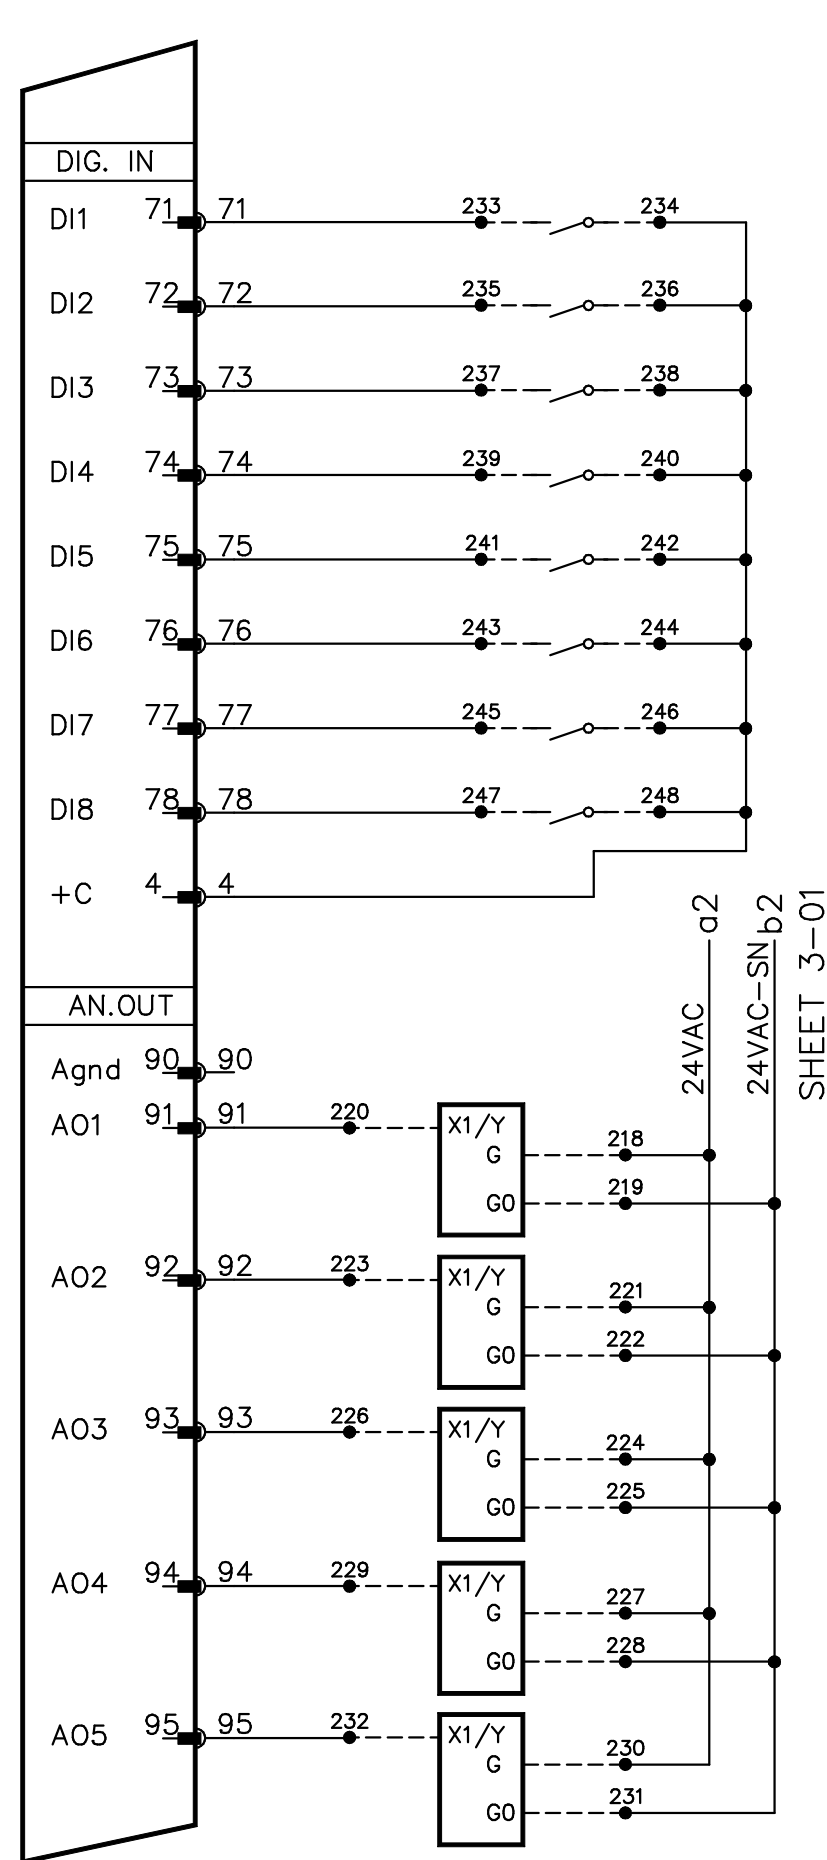 DIG. IN
DI1 71 71 233 234
DI2 72 72 235 236
DI3 73 73 237 238
DI4 74 74 239 240
DI5 75 75 241 242
DI6 76 76 243 244
DI7 77 77 245 246
DI8 78 78 247 248
+C 4 4
24VAC a2
24VAC-SN b2
SHEET 3-01
AN.OUT
Agnd 90 90
AO1 91 91 220 X1/Y
G 218
G0 219
AO2 92 92 223 X1/Y
G 221
G0 222
AO3 93 93 226 X1/Y
G 224
G0 225
AO4 94 94 229 X1/Y
G 227
G0 228
AO5 95 95 232 X1/Y
G 230
G0 231